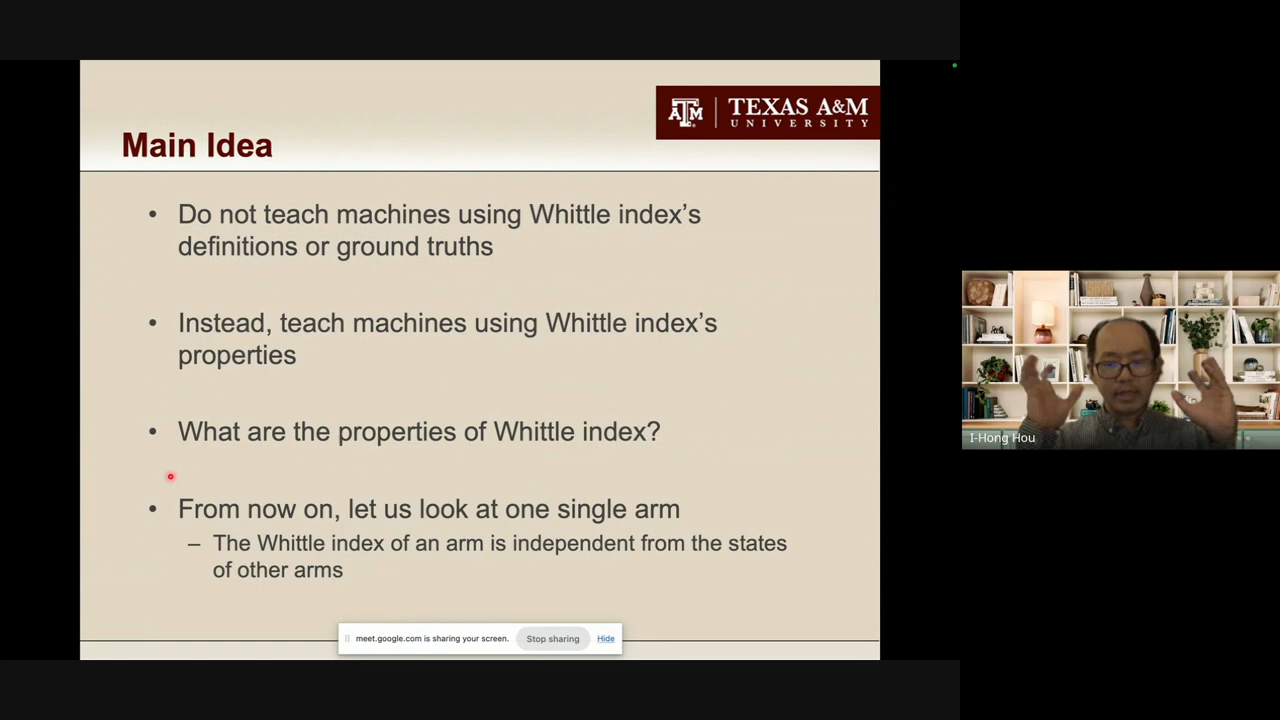 TEXAS A&M
UNIVERSITY
Main Idea
• Do not teach machines using Whittle index’s
definitions or ground truths
• Instead, teach machines using Whittle index’s
properties
• What are the properties of Whittle index?
• From now on, let us look at one single arm
– The Whittle index of an arm is independent from the states
of other arms
meet.google.com is sharing your screen.
Stop sharing
Hide
I-Hong Hou